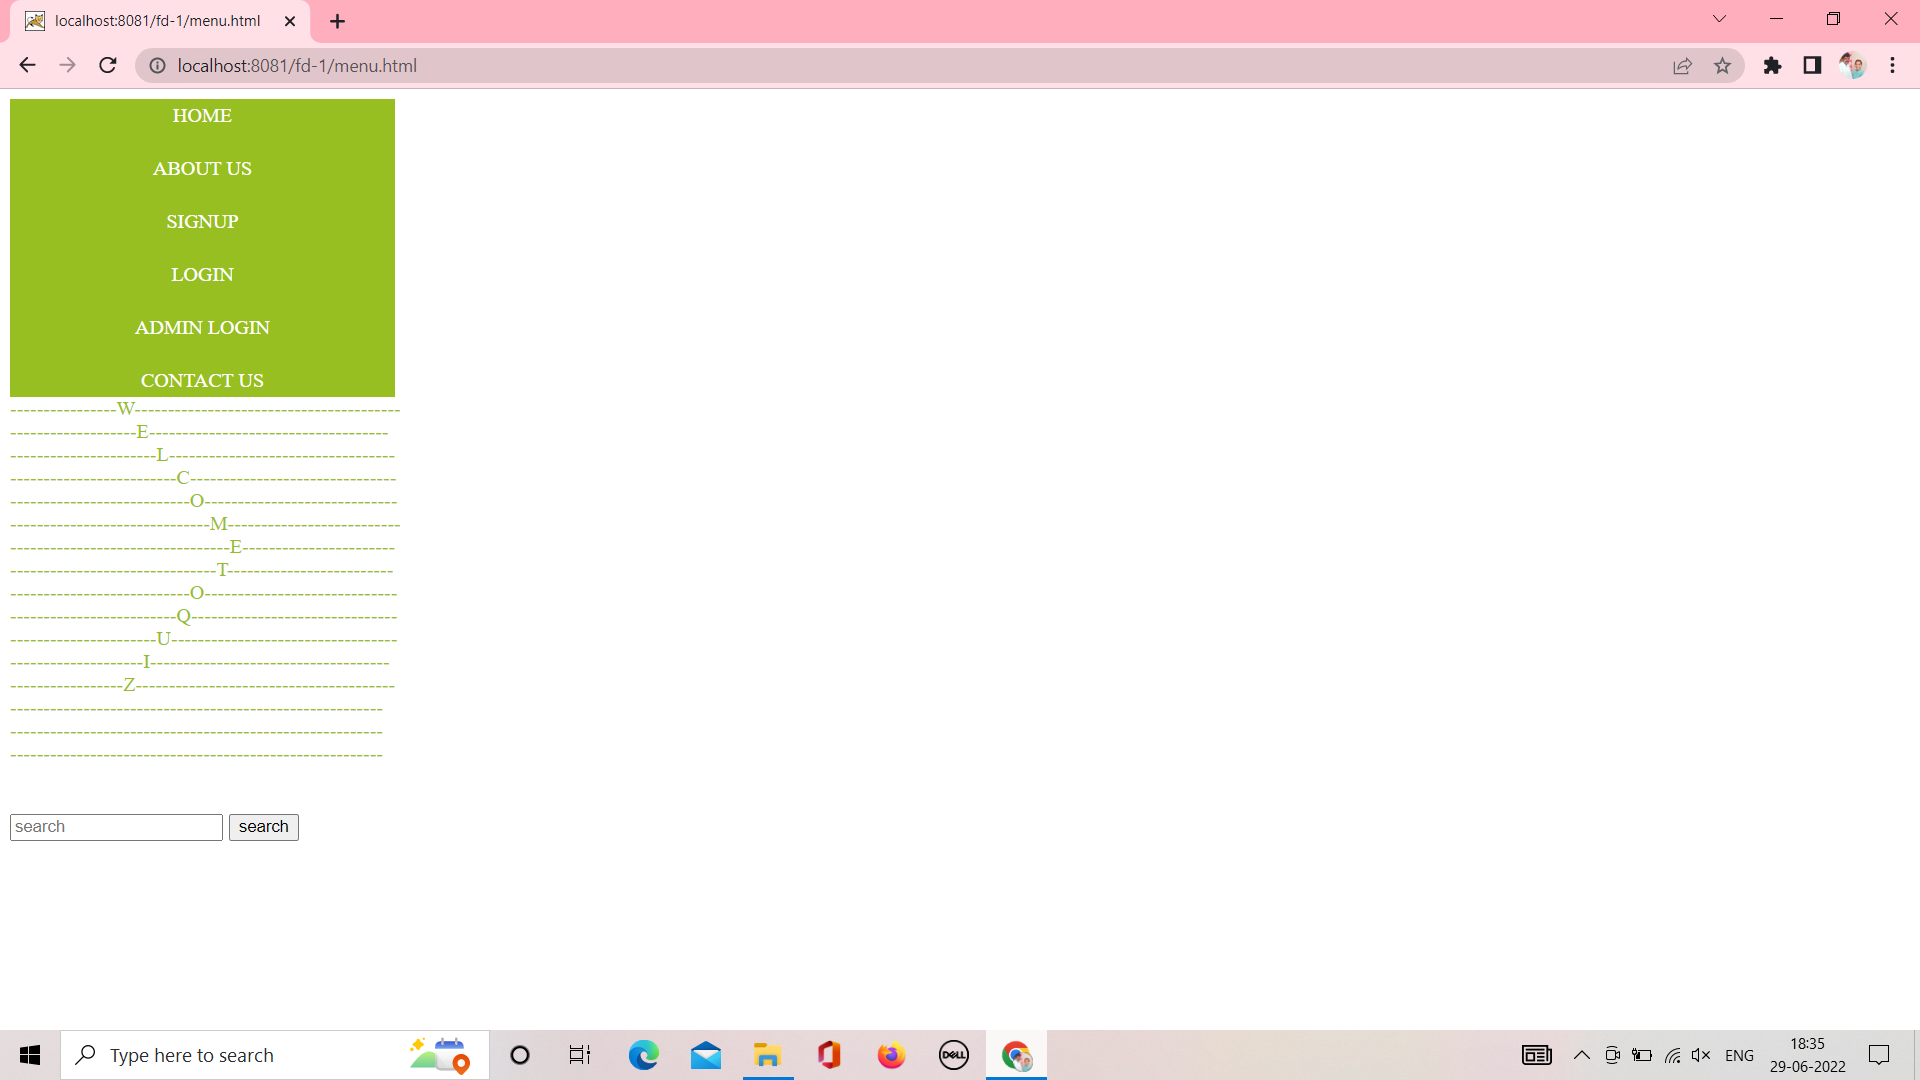 localhost:8081/fd-1/menu.html
localhost:8081/fd-1/menu.html
HOME
ABOUT US
SIGNUP
LOGIN
ADMIN LOGIN
CONTACT US
----------------W----------------------------------------
-------------------E------------------------------------
----------------------L----------------------------------
-------------------------C-------------------------------
---------------------------O-----------------------------
------------------------------M--------------------------
---------------------------------E-----------------------
-------------------------------T-------------------------
---------------------------O-----------------------------
-------------------------Q-------------------------------
----------------------U----------------------------------
--------------------I------------------------------------
-----------------Z---------------------------------------
--------------------------------------------------------
--------------------------------------------------------
--------------------------------------------------------
search search
Type here to search
DELL
ENG
18:35
29-06-2022